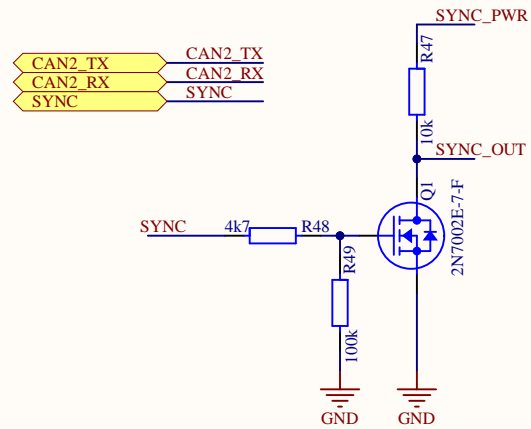 SYNC_PWR
R47
10k
CAN2_TX
CAN2_TX
CAN2_RX
CAN2_RX
SYNC
SYNC
SYNC_OUT
Q1
2N7002E-7-F
SYNC
4k7
R48
R49
100k
GND
GND